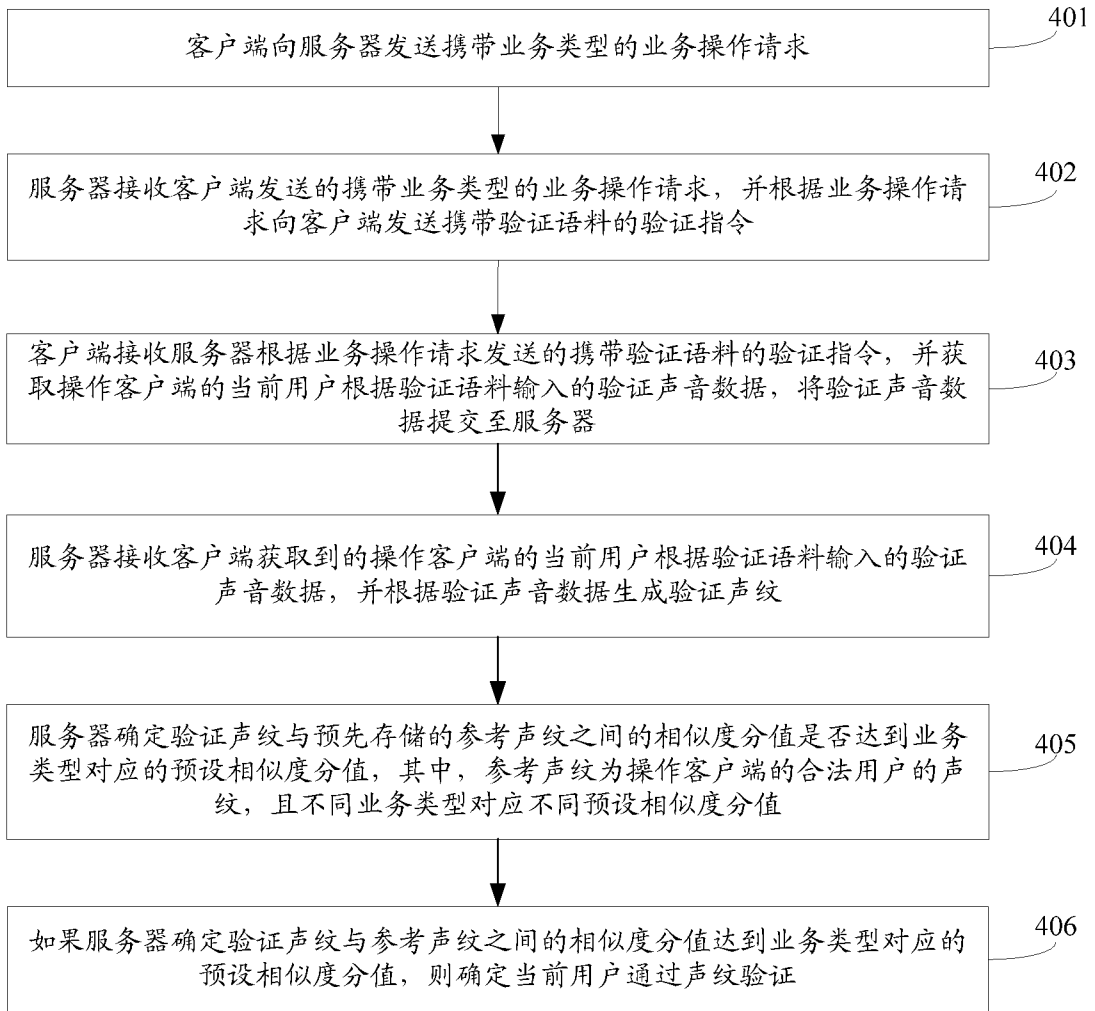 客户端向服务器发送携带业务类型的业务操作请求
401
服务器接收客户端发送的携带业务类型的业务操作请求，并根据业务操作请
求向客户端发送携带验证语料的验证指令
402
客户端接收服务器根据业务操作请求发送的携带验证语料的验证指令，并获
取操作客户端的当前用户根据验证语料输入的验证声音数据，将验证声音数
据提交至服务器
403
服务器接收客户端获取到的操作客户端的当前用户根据验证语料输入的验证
声音数据，并根据验证声音数据生成验证声纹
404
服务器确定验证声纹与预先存储的参考声纹之间的相似度分值是否达到业务
类型对应的预设相似度分值，其中，参考声纹为操作客户端的合法用户的声
纹，且不同业务类型对应不同预设相似度分值
405
如果服务器确定验证声纹与参考声纹之间的相似度分值达到业务类型对应的
预设相似度分值，则确定当前用户通过声纹验证
406